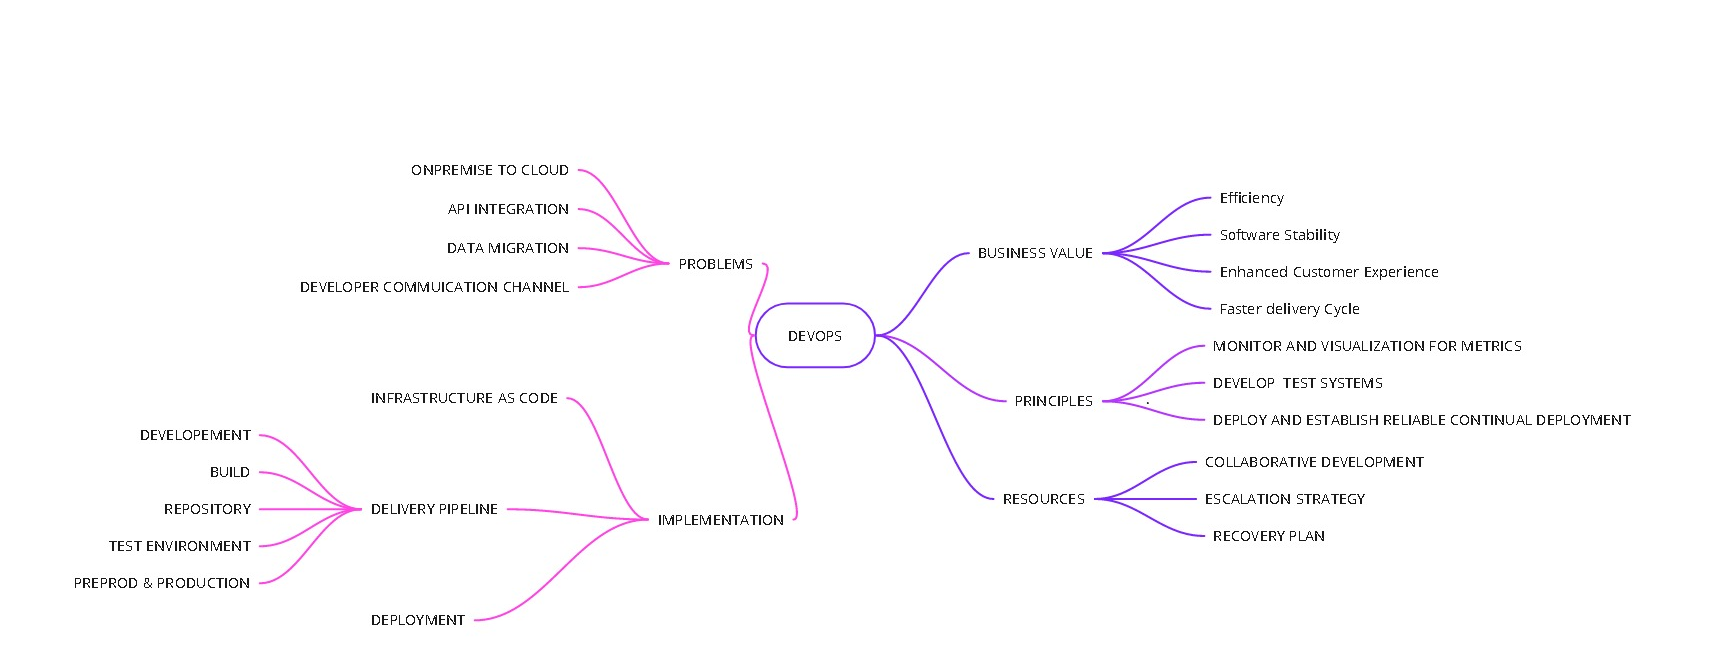 ONPREMISE TO CLOUD
API INTEGRATION
DATA MIGRATION
DEVELOPER COMMUICATION CHANNEL
PROBLEMS
INFRASTRUCTURE AS CODE
DEVELOPEMENT
BUILD
REPOSITORY
TEST ENVIRONMENT
PREPROD & PRODUCTION
DELIVERY PIPELINE
DEPLOYMENT
IMPLEMENTATION
DEVOPS
BUSINESS VALUE
Efficiency
Software Stability
Enhanced Customer Experience
Faster delivery Cycle
PRINCIPLES
MONITOR AND VISUALIZATION FOR METRICS
DEVELOP  TEST SYSTEMS
DEPLOY AND ESTABLISH RELIABLE CONTINUAL DEPLOYMENT
RESOURCES
COLLABORATIVE DEVELOPMENT
ESCALATION STRATEGY
RECOVERY PLAN